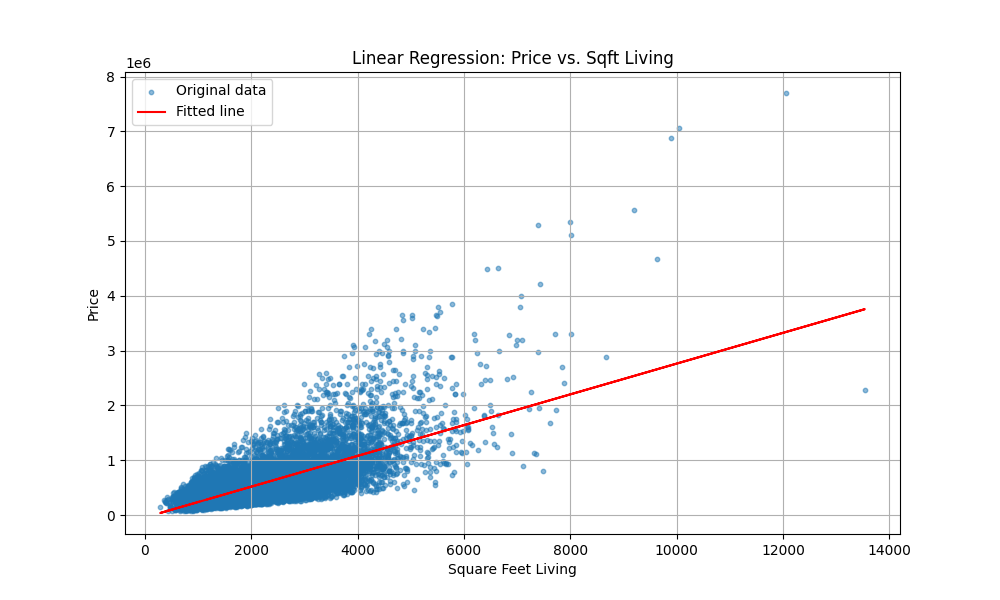 Linear Regression: Price vs. Sqft Living
1e6
8
7
6
5
4
3
2
1
0
Price
Original data
Fitted line
0 2000 4000 6000 8000 10000 12000 14000
Square Feet Living